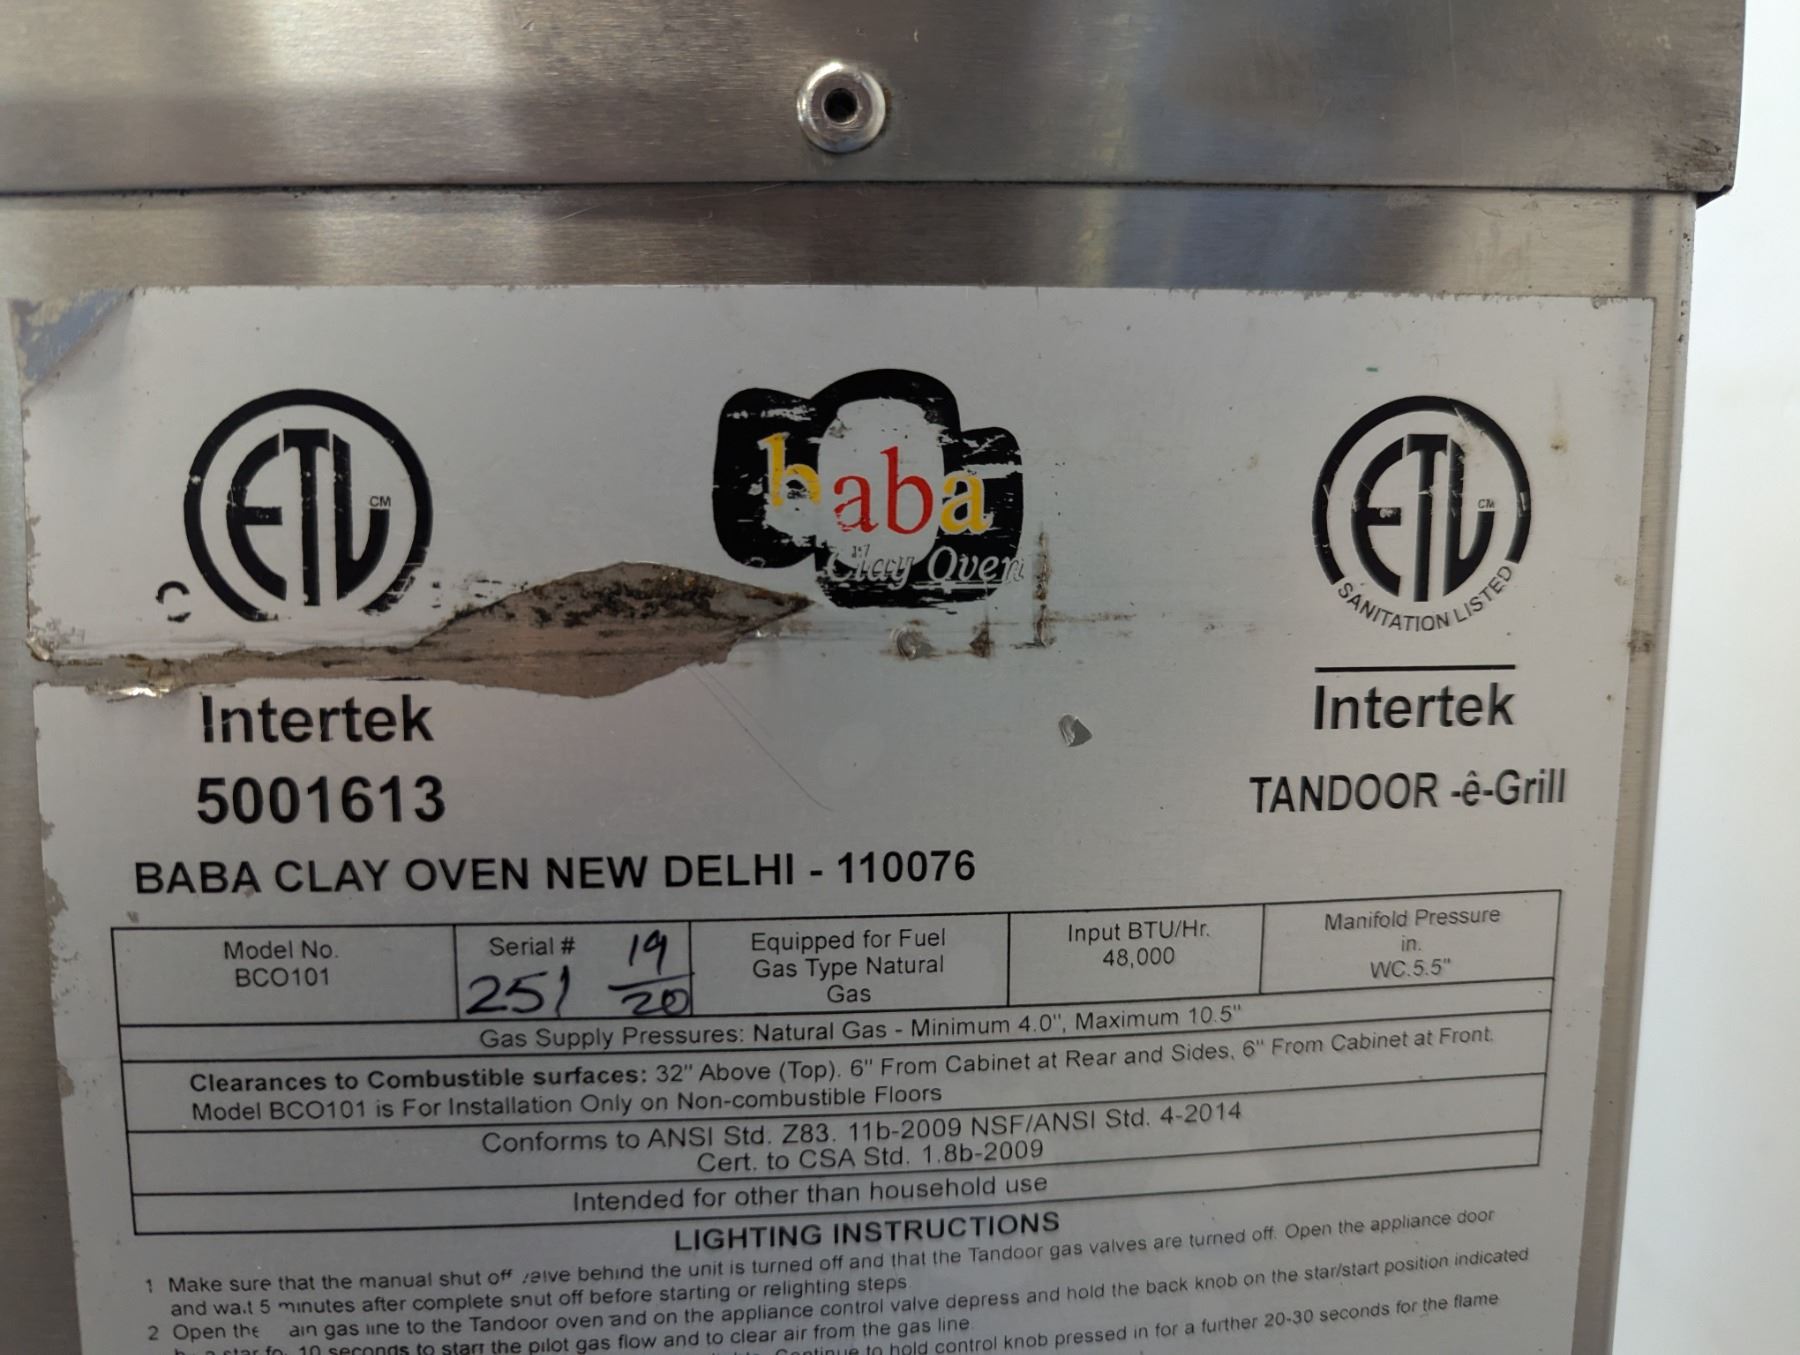 ETL CM
C
baba
Clay Oven
ETL CM
SANITATION LISTED
Intertek
5001613
Intertek
TANDOOR -ê-Grill
BABA CLAY OVEN NEW DELHI - 110076
Model No.
BCO101
Serial # 19
251 20
Equipped for Fuel
Gas Type Natural
Gas
Input BTU/Hr.
48,000
Manifold Pressure
in.
WC.5.5"
Gas Supply Pressures: Natural Gas - Minimum 4.0", Maximum 10.5"
Clearances to Combustible surfaces: 32" Above (Top). 6" From Cabinet at Rear and Sides, 6" From Cabinet at Front.
Model BCO101 is For Installation Only on Non-combustible Floors
Conforms to ANSI Std. Z83. 11b-2009 NSF/ANSI Std. 4-2014
Cert. to CSA Std. 1.8b-2009
Intended for other than household use
LIGHTING INSTRUCTIONS
1 Make sure that the manual shut off valve behind the unit is turned off and that the Tandoor gas valves are turned off. Open the appliance door
and wait 5 minutes after complete shut off before starting or relighting steps
2 Open the ain gas line to the Tandoor oven and on the appliance control valve depress and hold the back knob on the star/start position indicated
star 10 seconds to start the pilot gas flow and to clear air from the gas line.
Continue to hold control knob pressed in for a further 20-30 seconds for the flame